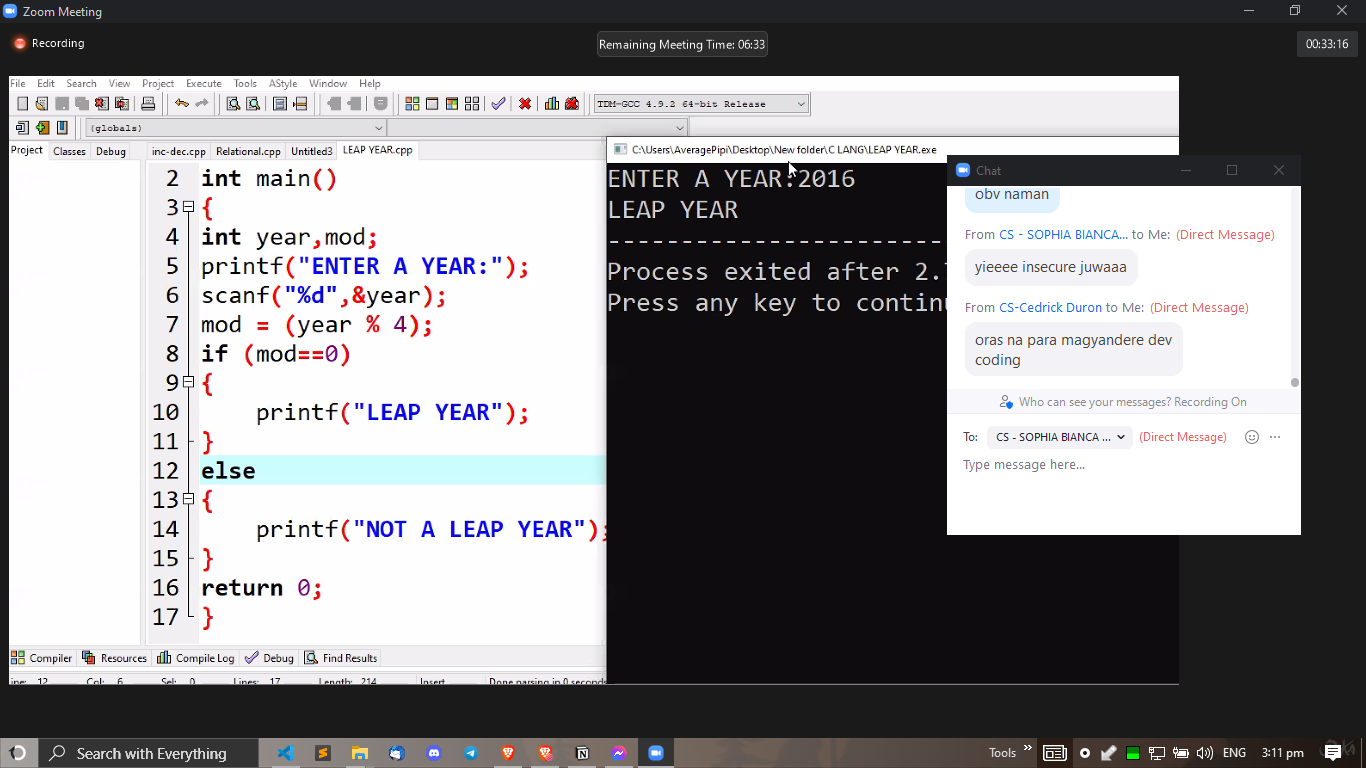 Zoom Meeting
Recording
Remaining Meeting Time: 06:33
00:33:16
File Edit Search View Project Execute Tools AStyle Window Help
TDM-GCC 4.9.2 64-bit Release
(globals)
Project Classes Debug
inc-dec.cpp Relational.cpp Untitled3 LEAP YEAR.cpp
2 int main()
3 {
4 int year,mod;
5 printf("ENTER A YEAR:");
6 scanf("%d",&year);
7 mod = (year % 4);
8 if (mod==0)
9 {
10 printf("LEAP YEAR");
11 }
12 else
13 {
14 printf("NOT A LEAP YEAR");
15 }
16 return 0;
17 }
C:\Users\AveragePipi\Desktop\New folder\C LANG\LEAP YEAR.exe
ENTER A YEAR:2016
LEAP YEAR
-----------------------
Process exited after 2.
Press any key to continu
Chat
obv naman
From CS - SOPHIA BIANCA... to Me: (Direct Message)
yieeee insecure juwaaa
From CS-Cedrick Duron to Me: (Direct Message)
oras na para magyandere dev
coding
Who can see your messages? Recording On
To: CS - SOPHIA BIANCA ... (Direct Message)
Type message here...
Compiler Resources Compile Log Debug Find Results
Line: 12 Col: 6 Sel: 0 Lines: 17 Length: 214 Insert Done parsing in 0 seconds
Search with Everything
Tools
ENG
3:11 pm